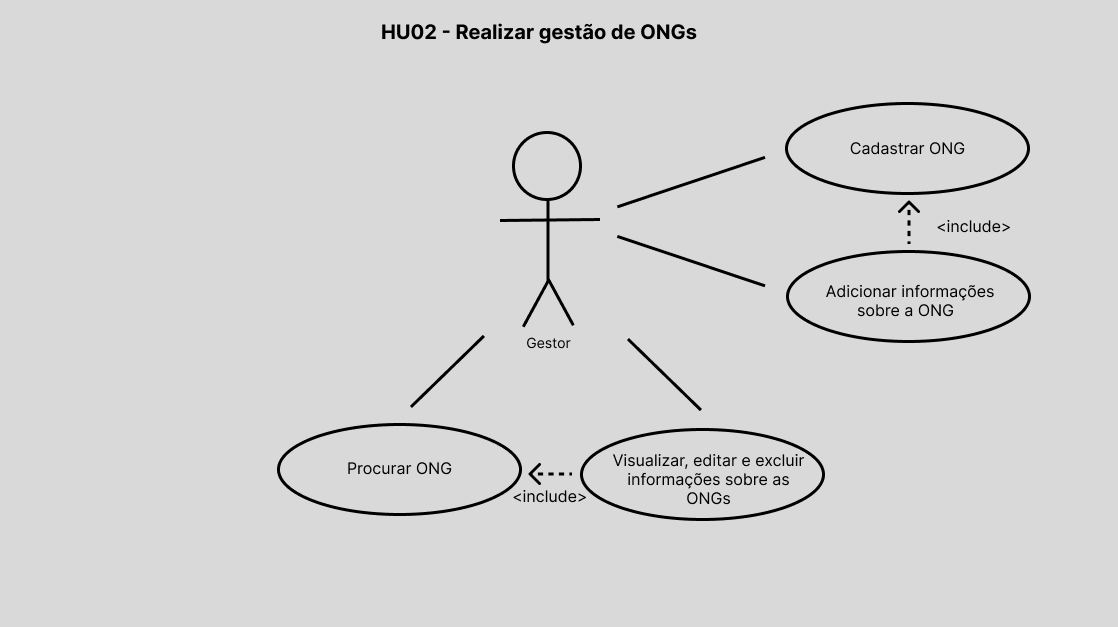 HU02 - Realizar gestão de ONGs
Cadastrar ONG
<include>
Adicionar informações
sobre a ONG
Gestor
Procurar ONG
<include>
Visualizar, editar e excluir
informações sobre as
ONGs